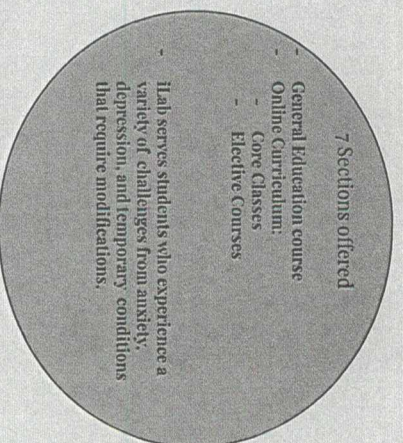 7 Sections offered
- General Education course
- Online Curriculum:
- Core Classes
- Elective Courses
- iLab serves students who experience a
variety of challenges from anxiety,
depression, and temporary conditions
that require modifications.